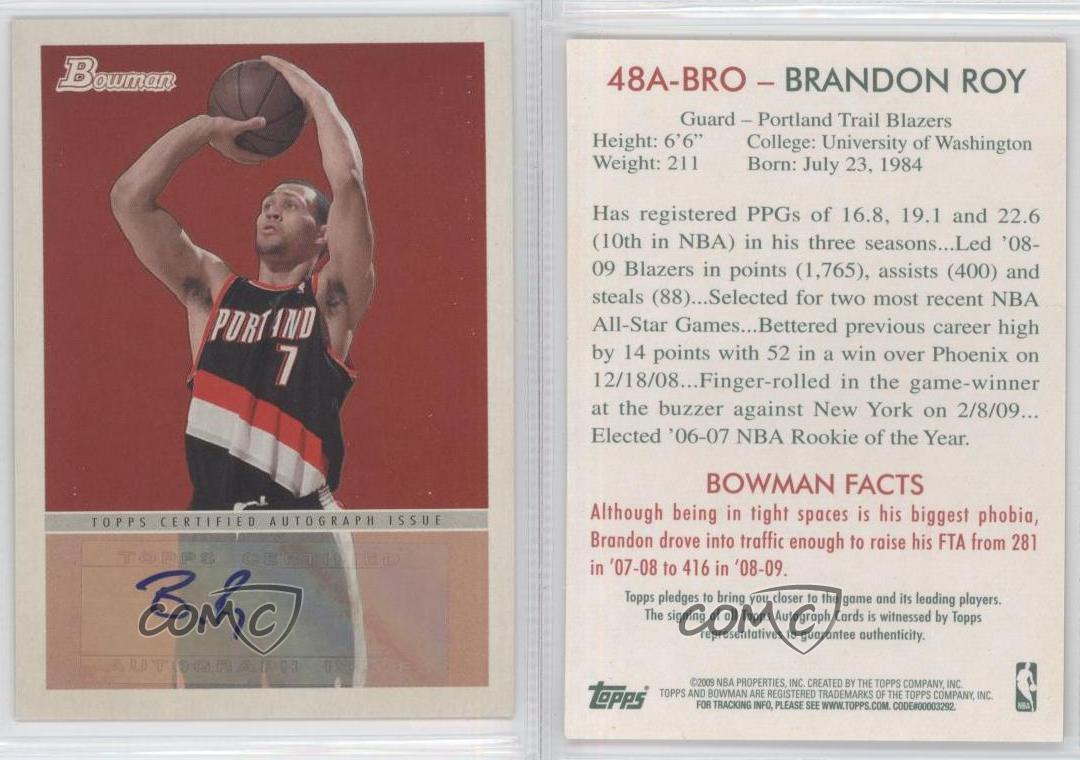 Bowman
PORTLAND
7
TOPPS CERTIFIED AUTOGRAPH ISSUE
TOPPS CERTIFIED
COMC
AUTOGRAPH ISSUE
48A-BRO – BRANDON ROY
Guard – Portland Trail Blazers
Height: 6'6" College: University of Washington
Weight: 211 Born: July 23, 1984
Has registered PPGs of 16.8, 19.1 and 22.6
(10th in NBA) in his three seasons...Led '08-
09 Blazers in points (1,765), assists (400) and
steals (88)...Selected for two most recent NBA
All-Star Games...Bettered previous career high
by 14 points with 52 in a win over Phoenix on
12/18/08...Finger-rolled in the game-winner
at the buzzer against New York on 2/8/09...
Elected '06-07 NBA Rookie of the Year.
BOWMAN FACTS
Although being in tight spaces is his biggest phobia,
Brandon drove into traffic enough to raise his FTA from 281
in '07-08 to 416 in '08-09.
Topps pledges to bring you closer to the game and its leading players.
The signing of all Topps Autograph Cards is witnessed by Topps
representatives to guarantee authenticity.
COMC
©2009 NBA PROPERTIES, INC. CREATED BY THE TOPPS COMPANY, INC.
TOPPS AND BOWMAN ARE REGISTERED TRADEMARKS OF THE TOPPS COMPANY, INC.
FOR TRACKING INFO, PLEASE SEE WWW.TOPPS.COM. CODE#00003292.
Topps
NBA